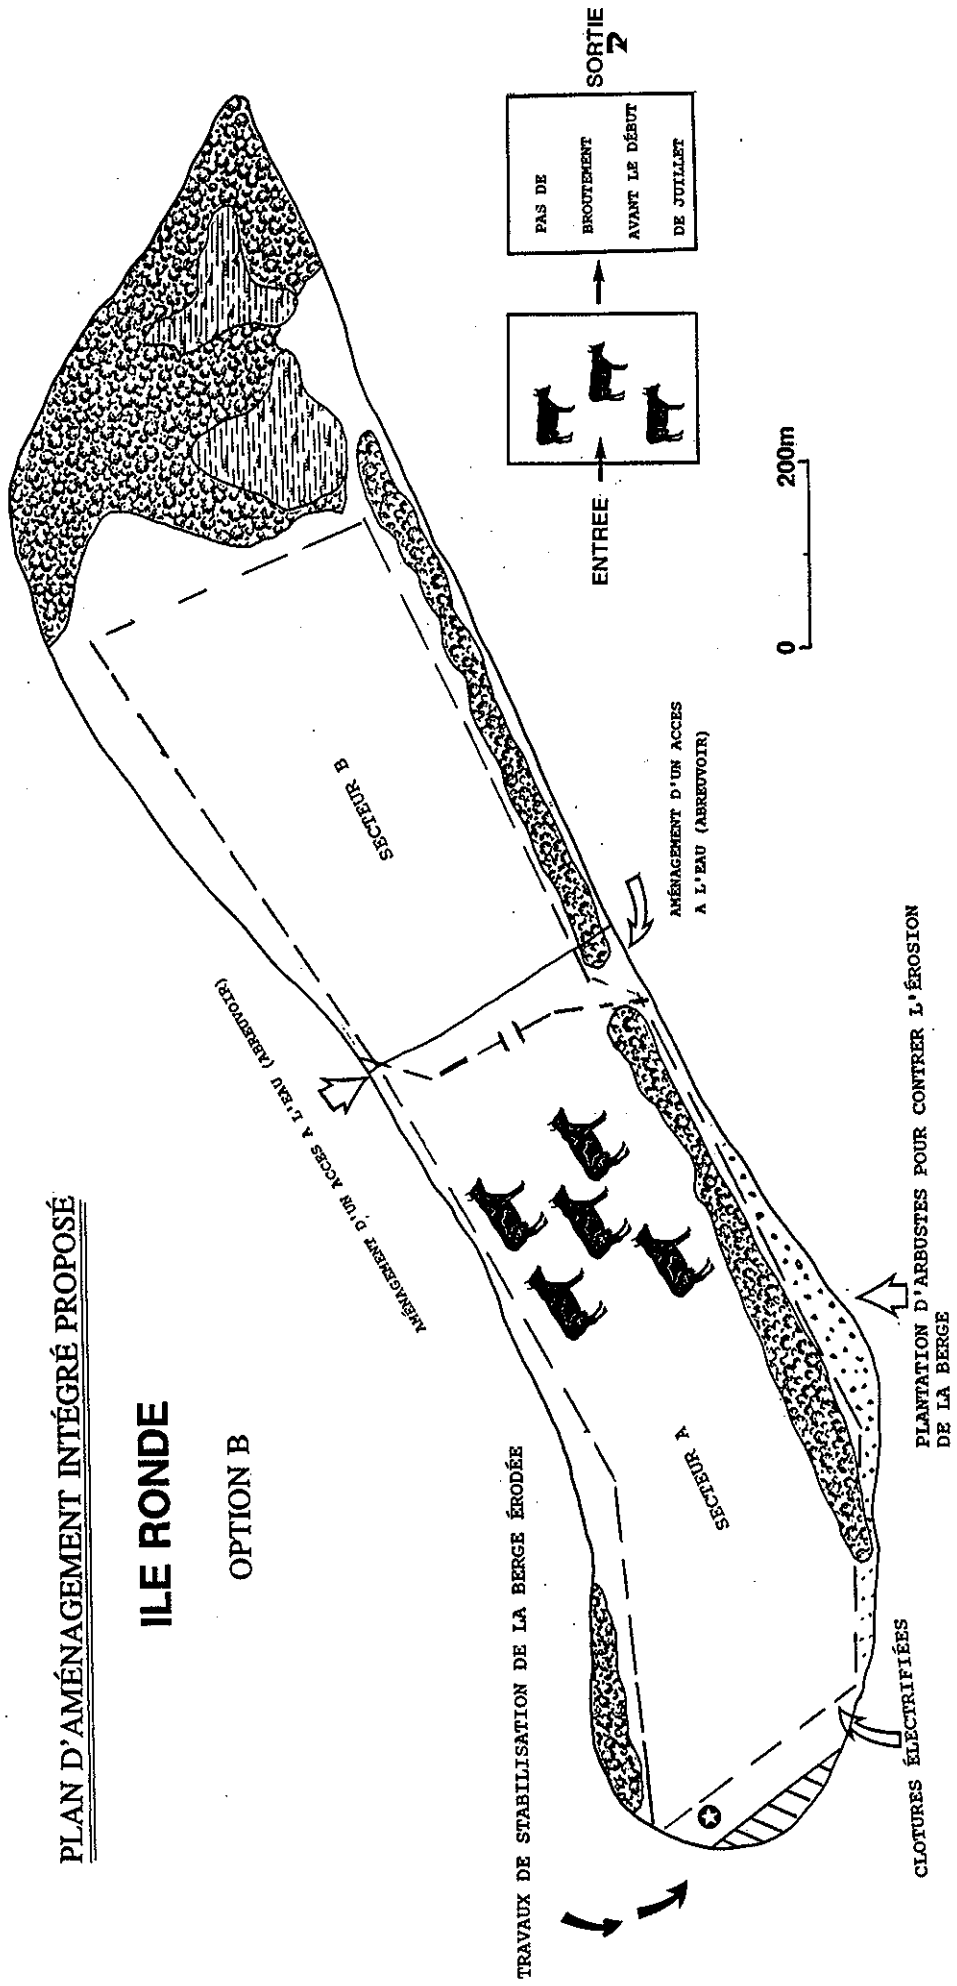 PLAN D'AMÉNAGEMENT INTÉGRÉ PROPOSÉ
ILE RONDE
OPTION B
TRAVAUX DE STABILISATION DE LA BERGE ÉRODÉE
AMÉNAGEMENT D'UN ACCES A L'EAU (ABREUVOIR)
SECTEUR A
SECTEUR B
CLOTURES ÉLECTRIFIÉES
PLANTATION D'ARBUSTES POUR CONTRER L'ÉROSION
DE LA BERGE
AMÉNAGEMENT D'UN ACCES
A L'EAU (ABREUVOIR)
0 200m
ENTREE
PAS DE
BROUTEMENT
AVANT LE DÉBUT
DE JUILLET
SORTIE